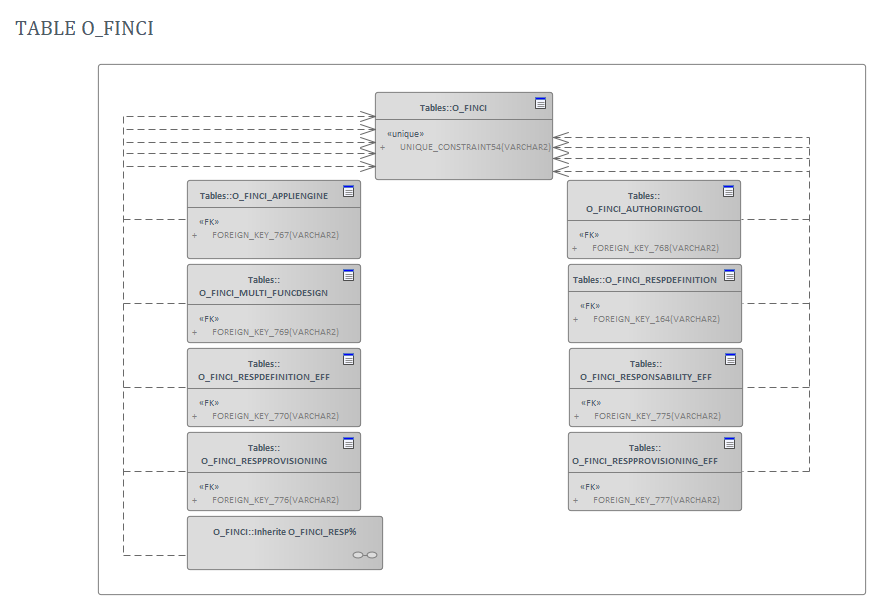 TABLE O_FINCI
Tables::O_FINCI
«unique»
+ UNIQUE_CONSTRAINT54(VARCHAR2)
Tables::O_FINCI_APPLIENGINE
«FK»
+ FOREIGN_KEY_767(VARCHAR2)
Tables::
O_FINCI_AUTHORINGTOOL
«FK»
+ FOREIGN_KEY_768(VARCHAR2)
Tables::
O_FINCI_MULTI_FUNCDESIGN
«FK»
+ FOREIGN_KEY_769(VARCHAR2)
Tables::O_FINCI_RESPDEFINITION
«FK»
+ FOREIGN_KEY_164(VARCHAR2)
Tables::
O_FINCI_RESPDEFINITION_EFF
«FK»
+ FOREIGN_KEY_770(VARCHAR2)
Tables::
O_FINCI_RESPONSABILITY_EFF
«FK»
+ FOREIGN_KEY_775(VARCHAR2)
Tables::
O_FINCI_RESPPROVISIONING
«FK»
+ FOREIGN_KEY_776(VARCHAR2)
Tables::
O_FINCI_RESPPROVISIONING_EFF
«FK»
+ FOREIGN_KEY_777(VARCHAR2)
O_FINCI::Inherite O_FINCI_RESP%